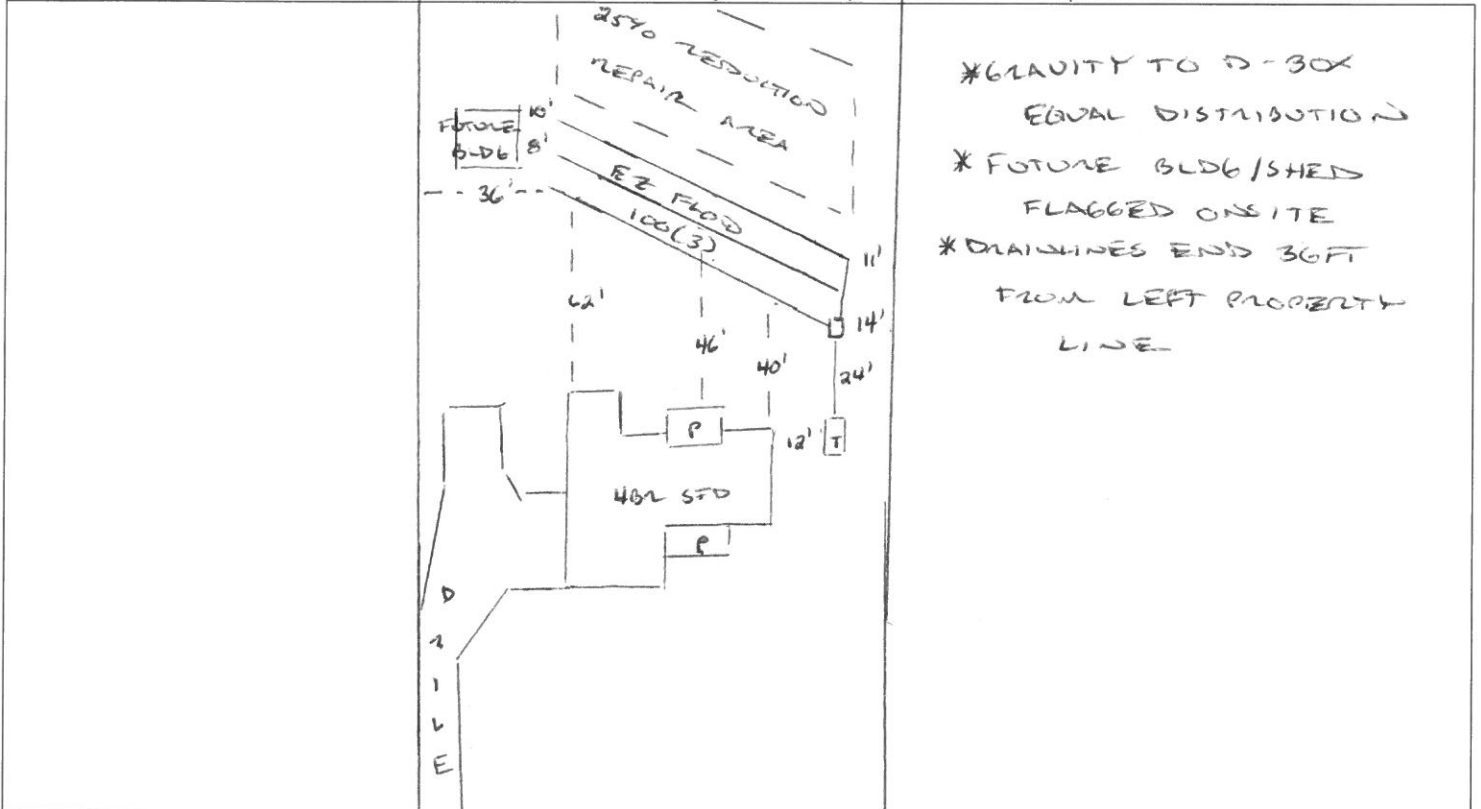 25% REDUCTION
REPAIR AREA
FUTURE
BLDG
10'
8'
36'
EZ FLOW
100(3)
11'
14'
62'
46'
40'
24'
P
12'
T
4BR SFD
P
D
R
I
V
E
*GRAVITY TO D-BOX
EQUAL DISTRIBUTION
* FUTURE BLDG/SHED
FLAGGED ONSITE
* DRAINLINES END 36FT
FROM LEFT PROPERTY
LINE